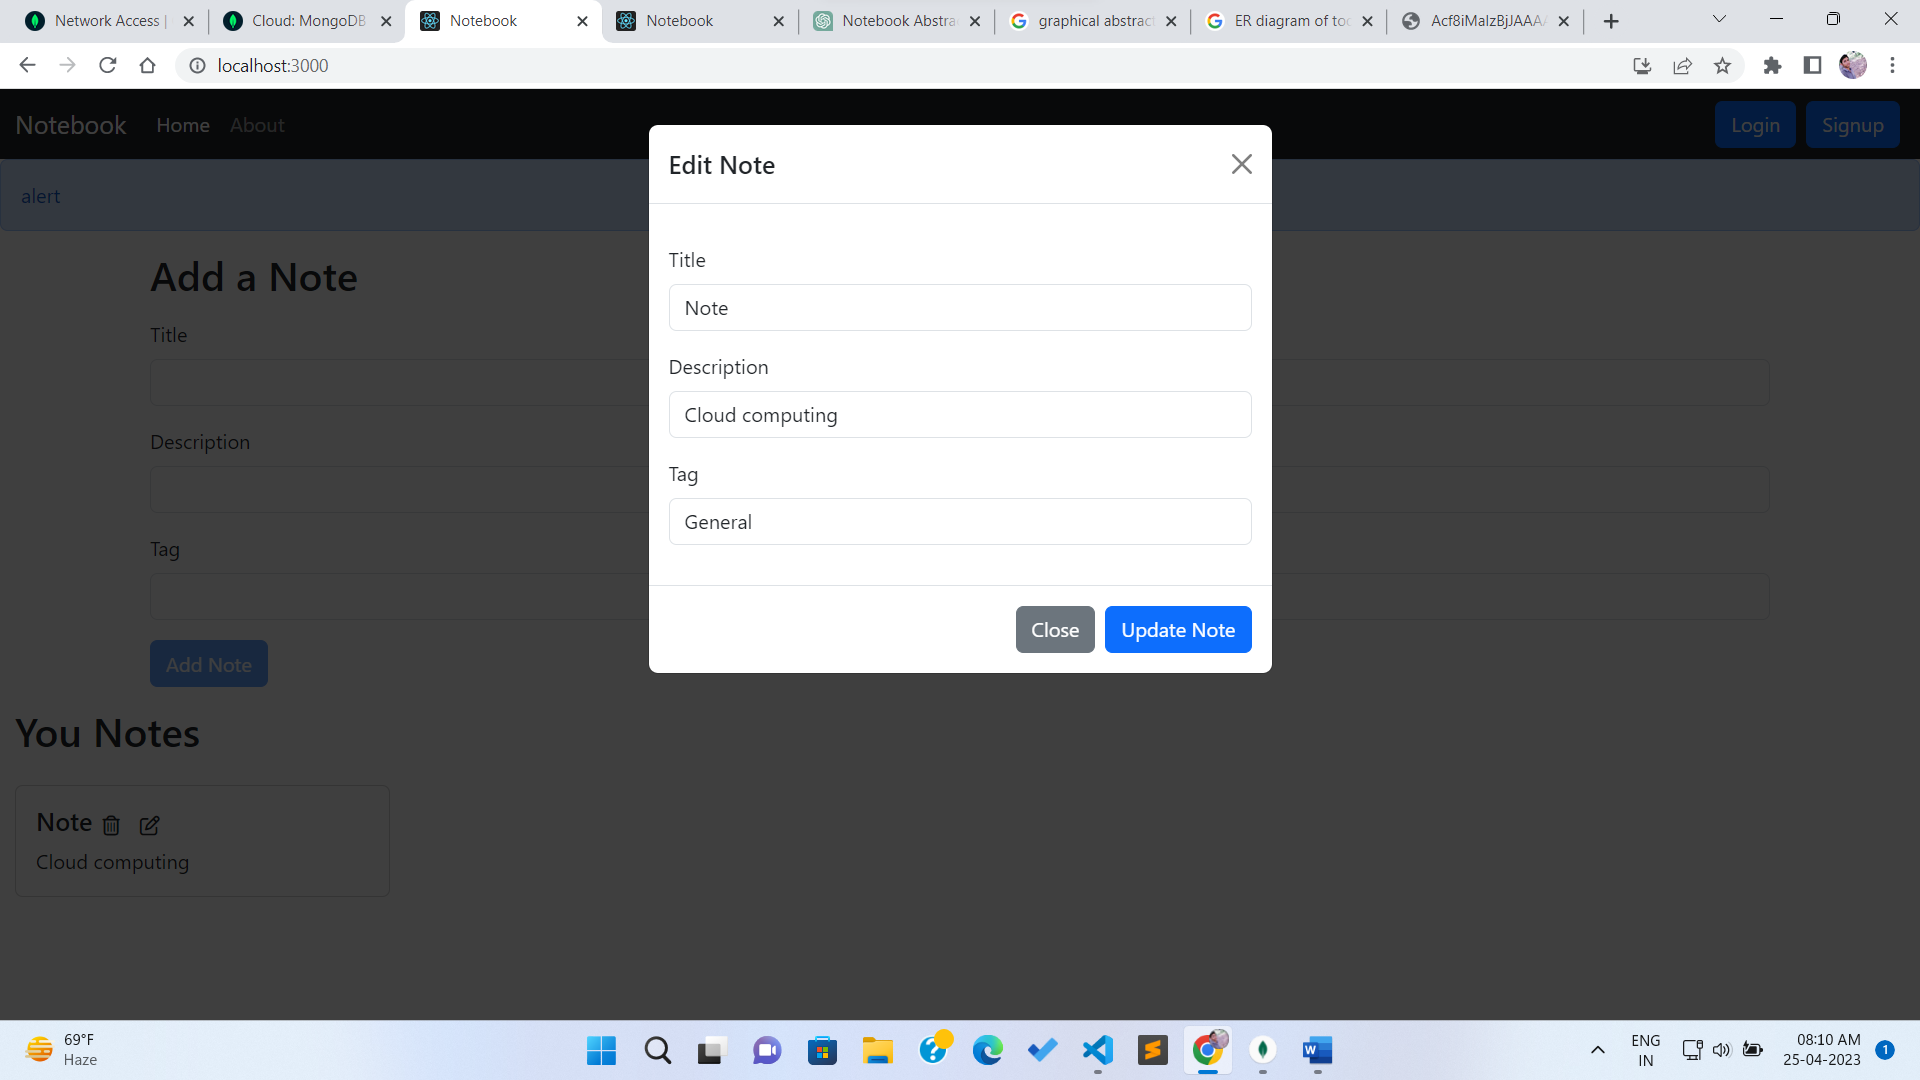 Network Access |
Cloud: MongoDB
Notebook
Notebook
Notebook Abstra
graphical abstract
ER diagram of too
Acf8iMalzBjJAAAA
localhost:3000
Notebook Home About Login Signup
alert
Add a Note
Title
Description
Tag
Add Note
Edit Note
Title
Note
Description
Cloud computing
Tag
General
Close Update Note
You Notes
Note
Cloud computing
69°F
Haze
ENG
IN
08:10 AM
25-04-2023
1